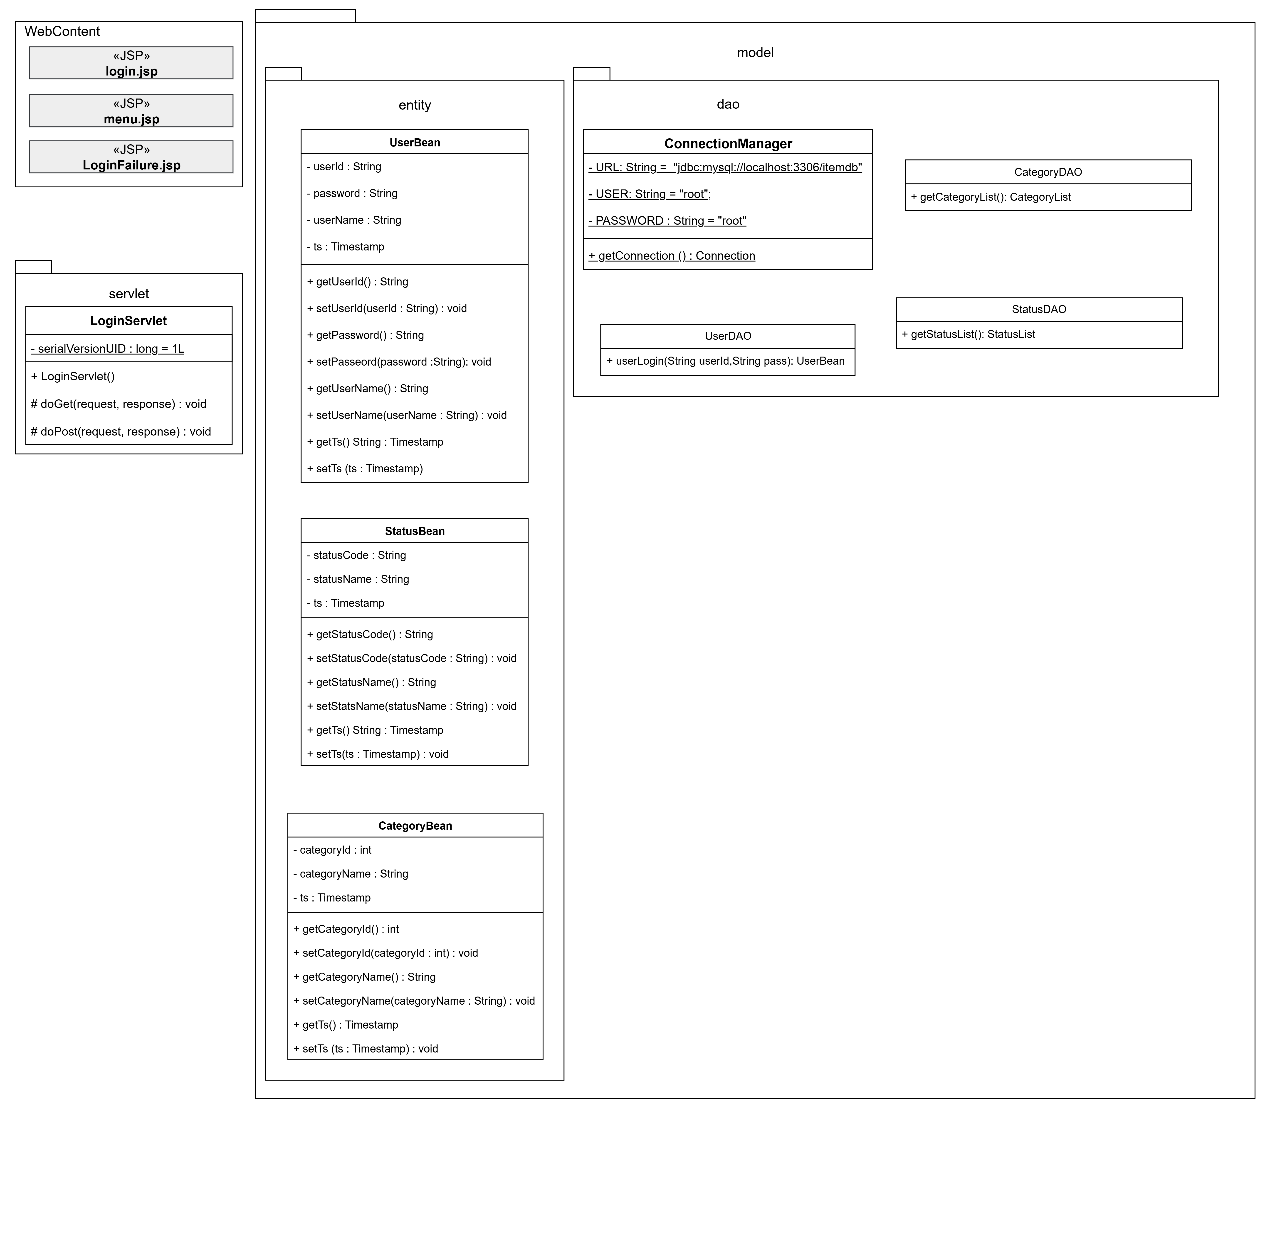 WebContent
«JSP»
login.jsp
«JSP»
menu.jsp
«JSP»
LoginFailure.jsp
servlet
LoginServlet
- serialVersionUID : long = 1L
+ LoginServlet()
# doGet(request, response) : void
# doPost(request, response) : void
model
entity
UserBean
- userId : String
- password : String
- userName : String
- ts : Timestamp
+ getUserId() : String
+ setUserId(userId : String) : void
+ getPassword() : String
+ setPasseord(password :String): void
+ getUserName() : String
+ setUserName(userName : String) : void
+ getTs() String : Timestamp
+ setTs (ts : Timestamp)
StatusBean
- statusCode : String
- statusName : String
- ts : Timestamp
+ getStatusCode() : String
+ setStatusCode(statusCode : String) : void
+ getStatusName() : String
+ setStatsName(statusName : String) : void
+ getTs() String : Timestamp
+ setTs(ts : Timestamp) : void
CategoryBean
- categoryId : int
- categoryName : String
- ts : Timestamp
+ getCategoryId() : int
+ setCategoryId(categoryId : int) : void
+ getCategoryName() : String
+ setCategoryName(categoryName : String) : void
+ getTs() : Timestamp
+ setTs (ts : Timestamp) : void
dao
ConnectionManager
- URL: String = "jdbc:mysql://localhost:3306/itemdb"
- USER: String = "root";
- PASSWORD : String = "root"
+ getConnection () : Connection
UserDAO
+ userLogin(String userId,String pass): UserBean
CategoryDAO
+ getCategoryList(): CategoryList
StatusDAO
+ getStatusList(): StatusList